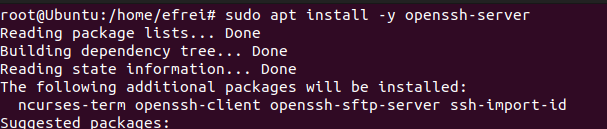 root@Ubuntu:/home/efrei# sudo apt install -y openssh-server
Reading package lists... Done
Building dependency tree... Done
Reading state information... Done
The following additional packages will be installed:
  ncurses-term openssh-client openssh-sftp-server ssh-import-id
Suggested packages: